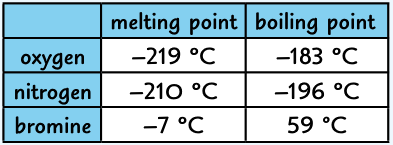 melting point boiling point
oxygen –219 °C –183 °C
nitrogen –210 °C –196 °C
bromine –7 °C 59 °C